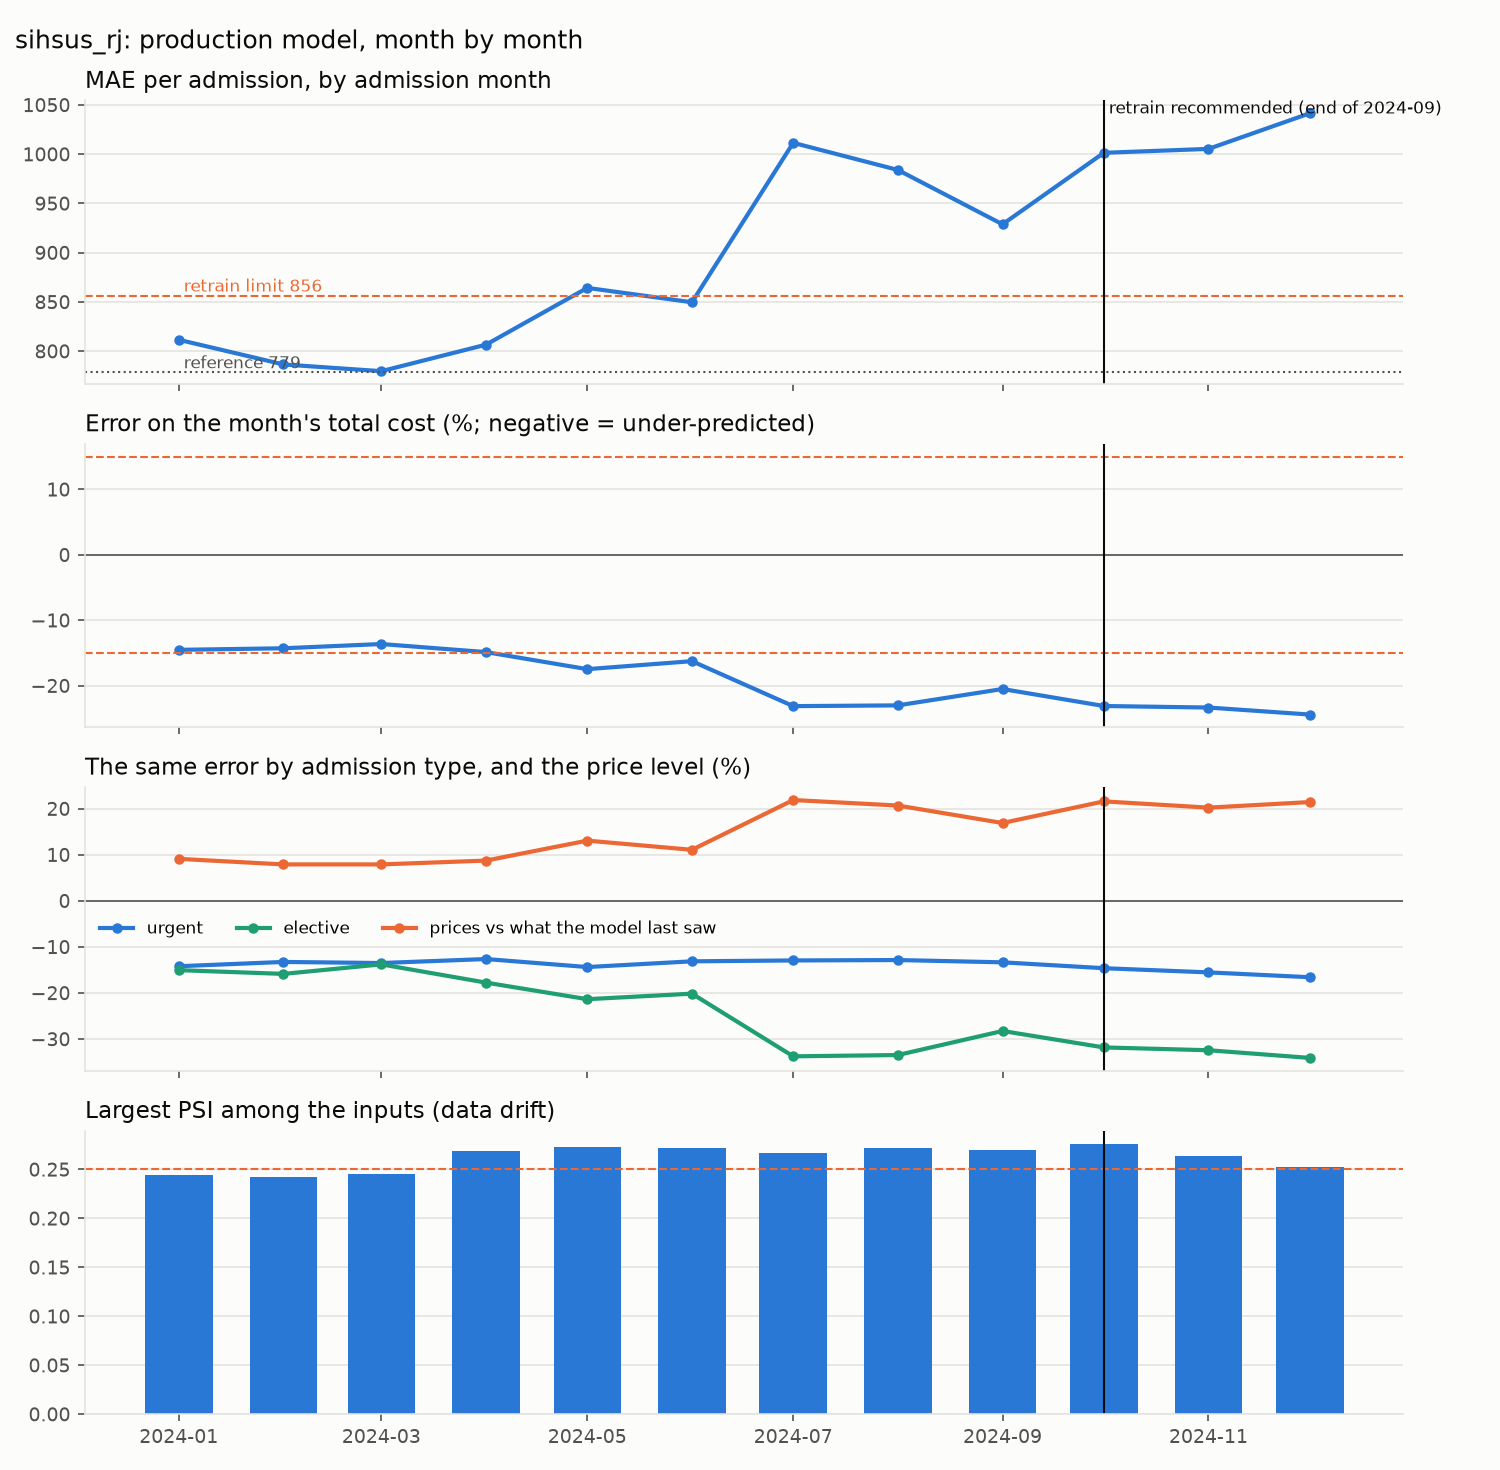 sihsus_rj: production model, month by month
MAE per admission, by admission month
1050
retrain recommended (end of 2024-09)
1000
950
900
retrain limit 856
850
reference 779
800
Error on the month's total cost (%; negative = under-predicted)
10
0
−10
−20
The same error by admission type, and the price level (%)
20
10
0
urgent elective prices vs what the model last saw
−10
−20
−30
Largest PSI among the inputs (data drift)
0.25
0.20
0.15
0.10
0.05
0.00
2024-01 2024-03 2024-05 2024-07 2024-09 2024-11